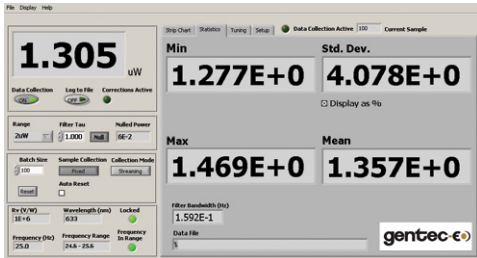 File Display Help
1.305
uW
Data Collection Log to File Corrections Active
ON OFF
Range Filter Tau Nulled Power
2uW 1.000 Null 6E-2
Batch Size Sample Collection Collection Mode
100 Fixed Streaming
Auto Reset
Reset
Rv (V/W) Wavelength (nm) Locked
1E+6 633
Frequency (Hz) Frequency Range Frequency In Range
25.0 24.6 - 25.6
Strip Chart Statistics Tuning Setup Data Collection Active 100 Current Sample
Min Std. Dev.
1.277E+0 4.078E+0
Display as %
Max Mean
1.469E+0 1.357E+0
Filter Bandwidth (Hz)
1.592E-1
Data File
gentec-eo